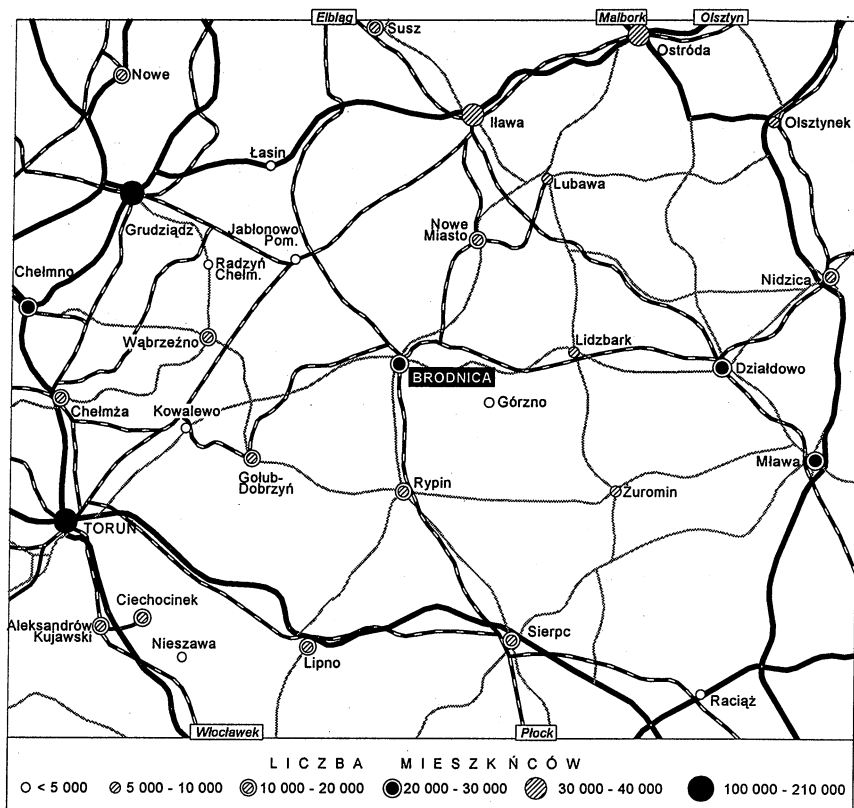 Elbląg
Malbork
Olsztyn
Susz
Ostróda
Nowe
Iława
Olsztynek
Łasin
Lubawa
Grudziądz
Jabłonowo
Pom.
Nowe
Miasto
Radzyń
Chełm.
Chełmno
Nidzica
Wąbrzeźno
Lidzbark
Działdowo
BRODNICA
Chełmża
Kowalewo
Górzno
Gołub-
Dobrzyń
Rypin
Żuromin
Mława
TORUŃ
Ciechocinek
Aleksandrów
Kujawski
Nieszawa
Lipno
Sierpc
Raciąż
Włocławek
Płock
LICZBA MIESZKŃCÓW
< 5 000 5 000 - 10 000 10 000 - 20 000 20 000 - 30 000 30 000 - 40 000 100 000 - 210 000